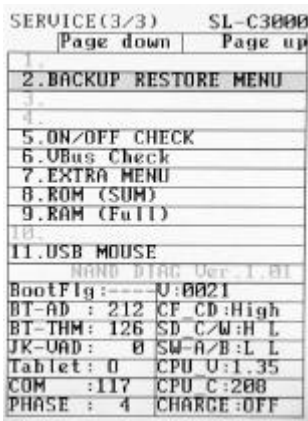 SERVICE(3/3) SL-C3000
Page down Page up
1.
2.BACKUP RESTORE MENU
3.
4.
5.ON/OFF CHECK
6.VBus Check
7.EXTRA MENU
8.ROM (SUM)
9.RAM (Full)
10.
11.USB MOUSE
NAND DIAG Ver.1.01
BootFlg:----V:0021
BT-AD : 212 CF_CD:High
BT-THM: 126 SD_C/W:H L
JK-VAD: 0 SW-A/B:L L
Tablet: 0 CPU_V:1.35
COM :117 CPU_C:208
PHASE : 4 CHARGE:OFF